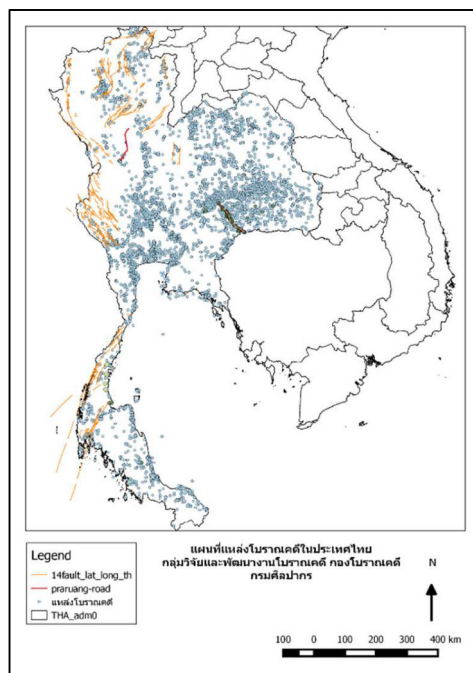 Legend
14fault_lat_long_th
praruang-road
แหล่งโบราณคดี
THA_adm0
แผนที่แหล่งโบราณคดีในประเทศไทย
กลุ่มวิจัยและพัฒนางานโบราณคดี กองโบราณคดี
กรมศิลปากร
N
100 0 100 200 300 400 km